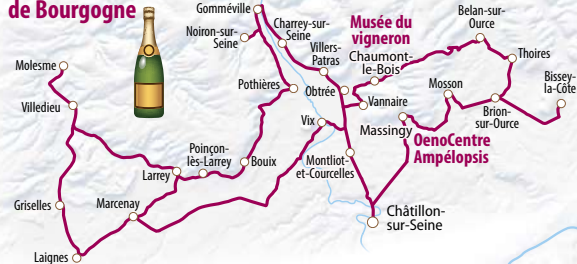 de Bourgogne
Gomméville
Noiron-sur-
Seine
Charrey-sur-
Seine
Villers-
Patras
Musée du
vigneron
Chaumont-
le-Bois
Belan-sur-
Ource
Thoires
Bissey-
la-Côte
Molesme
Villedieu
Pothières
Obtrée
Vannaire
Mosson
Brion-
sur-Ource
Vix
Massingy
OenoCentre
Ampélopsis
Poinçon-
lès-Larrey
Bouix
Larrey
Montliot-
et-Courcelles
Griselles
Marcenay
Châtillon-
sur-Seine
Laignes